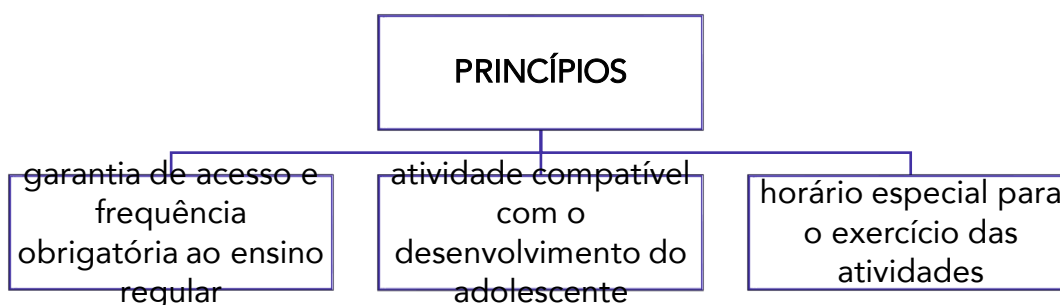 PRINCÍPIOS
garantia de acesso e
frequência
obrigatória ao ensino
regular
atividade compatível
com o
desenvolvimento do
adolescente
horário especial para
o exercício das
atividades